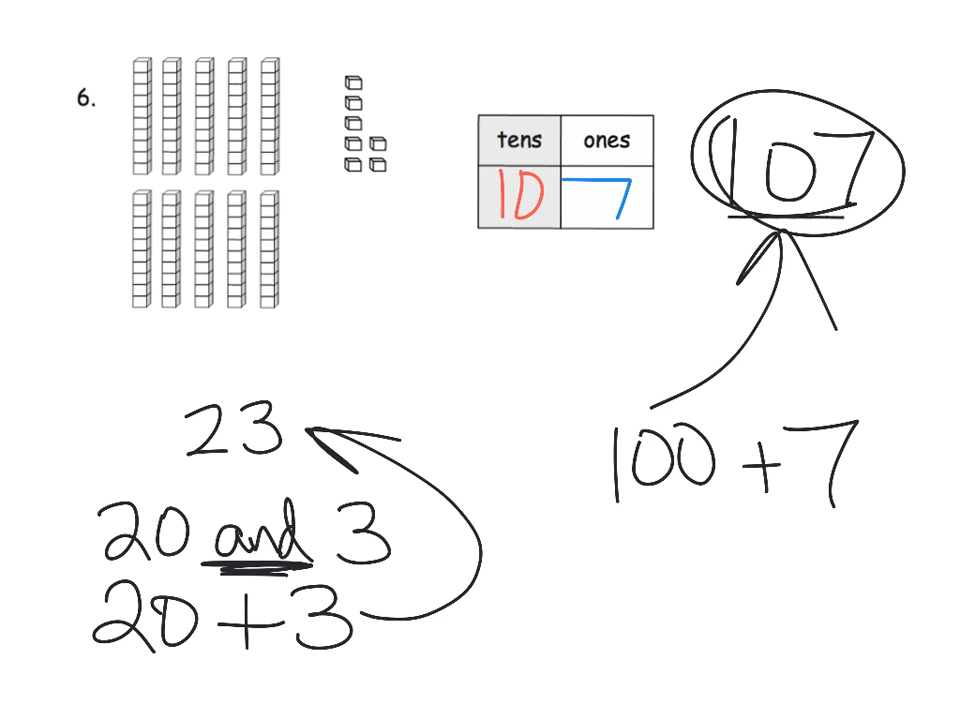 6.
tens ones
10 7
107
23
100 + 7
20 and 3
20 + 3